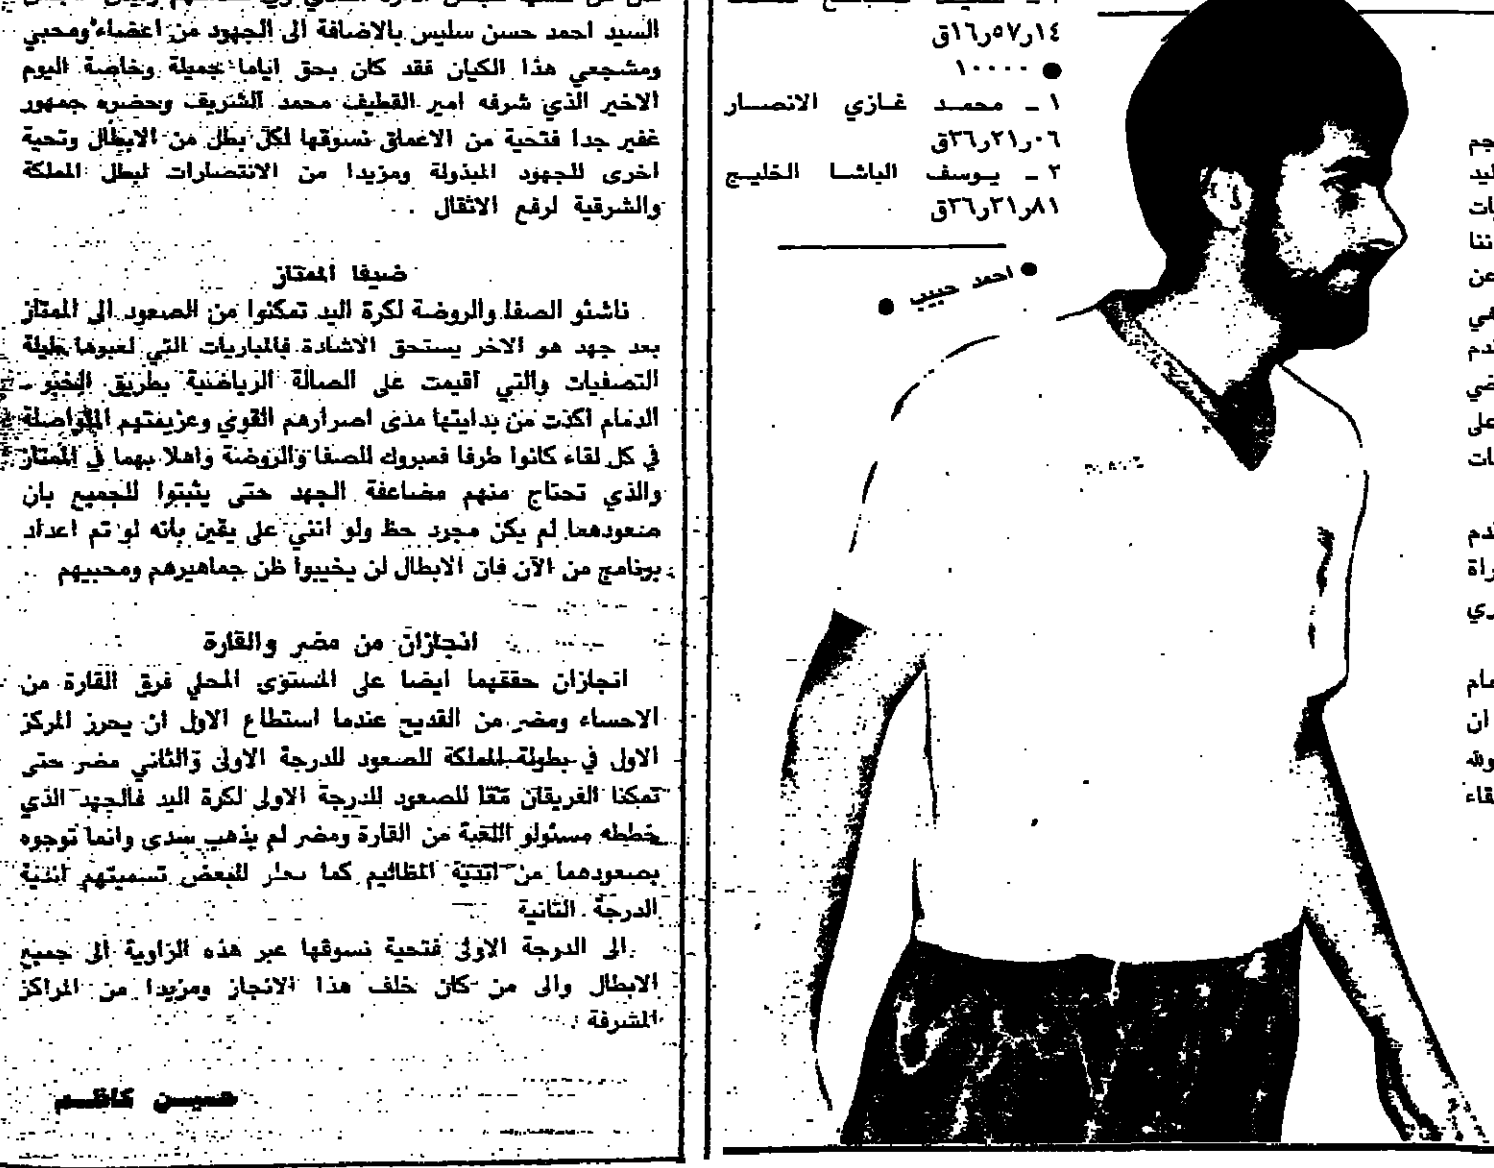 ١٤ر٥٧ر١٦ق
● ١٠٠٠٠
١ ـ محمد غازي الانصار
٠٦ر٢١ر٣٦ق
٢ ـ يوسف الباشا الخليج
٨١ر٣١ر٣٦ق
● احمد حبيب ●
السيد احمد حسن سليس بالاضافة الى الجهود من اعضاء ومحبي
ومشجعي هذا الكيان فقد كان بحق اياما جميلة وخاصة اليوم
الاخير الذي شرفه امير القطيف محمد الشريف وحضره جمهور
غفير جدا فتحية من الاعماق نسوقها لكل بطل من الابطال وتحية
اخرى للجهود المبذولة ومزيدا من الانتصارات لبطل المملكة
والشرقية لرفع الاثقال
ضيفا الممتاز
ناشئو الصفا والروضة لكرة اليد تمكنوا من الصعود الى الممتاز
بعد جهد هو الاخر يستحق الاشادة فالمباريات التي لعبوها طيلة
التصفيات والتي اقيمت على الصالة الرياضية بطريق الخبر ـ
الدمام اكدت من بدايتها مدى اصرارهم القوي وعزيمتهم المتواصلة
في كل لقاء كانوا طرفا فمبروك للصفا والروضة واهلا بهما في الممتاز
والذي تحتاج منهم مضاعفة الجهد حتى يثبتوا للجميع بان
صعودهما لم يكن مجرد حظ ولو انني على يقين بانه لو تم اعداد
برنامج من الآن فان الابطال لن يخيبوا ظن جماهيرهم ومحبيهم
انجازان من مضر والقارة
انجازان حققهما ايضا على المستوى المحلي فرق القارة من
الاحساء ومضر من القديح عندما استطاع الاول ان يحرز المركز
الاول في بطولة المملكة للصعود للدرجة الاولى والثاني مضر حتى
تمكنا الفريقان معا للصعود للدرجة الاولى لكرة اليد فالجهد الذي
خططه مسئولو اللعبة من القارة ومضر لم يذهب سدى وانما توجوه
بصعودهما من اندية المظاليم كما يحلو للبعض تسميتهم اندية
الدرجة الثانية
الى الدرجة الاولى فتحية نسوقها عبر هذه الزاوية الى جميع
الابطال والى من كان خلف هذا الانجاز ومزيدا من المراكز
المشرفة
حسين كاظم